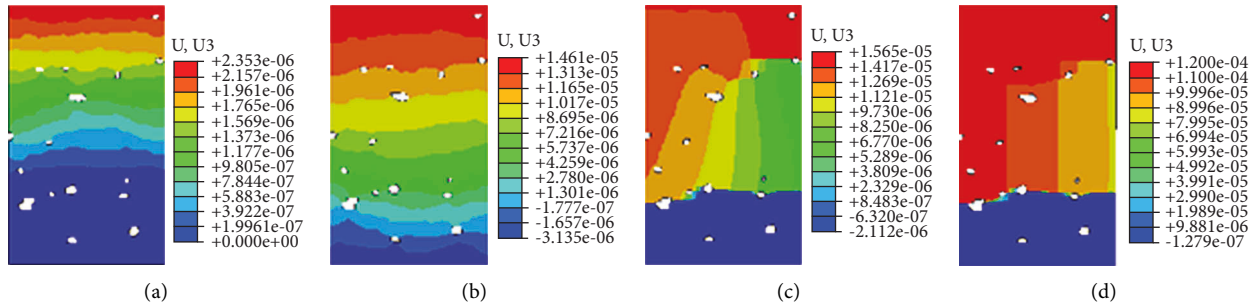 U, U3
+2.353e-06
+2.157e-06
+1.961e-06
+1.765e-06
+1.569e-06
+1.373e-06
+1.177e-06
+9.805e-07
+7.844e-07
+5.883e-07
+3.922e-07
+1.9961e-07
+0.000e+00
(a)
U, U3
+1.461e-05
+1.313e-05
+1.165e-05
+1.017e-05
+8.695e-06
+7.216e-06
+5.737e-06
+4.259e-06
+2.780e-06
+1.301e-06
-1.777e-07
-1.657e-06
-3.135e-06
(b)
U, U3
+1.565e-05
+1.417e-05
+1.269e-05
+1.121e-05
+9.730e-06
+8.250e-06
+6.770e-06
+5.289e-06
+3.809e-06
+2.329e-06
+8.483e-07
-6.320e-07
-2.112e-06
(c)
U, U3
+1.200e-04
+1.100e-04
+9.996e-05
+8.995e-05
+7.995e-05
+6.994e-05
+5.993e-05
+4.992e-05
+3.991e-05
+2.990e-05
+1.989e-05
+9.881e-06
-1.279e-07
(d)